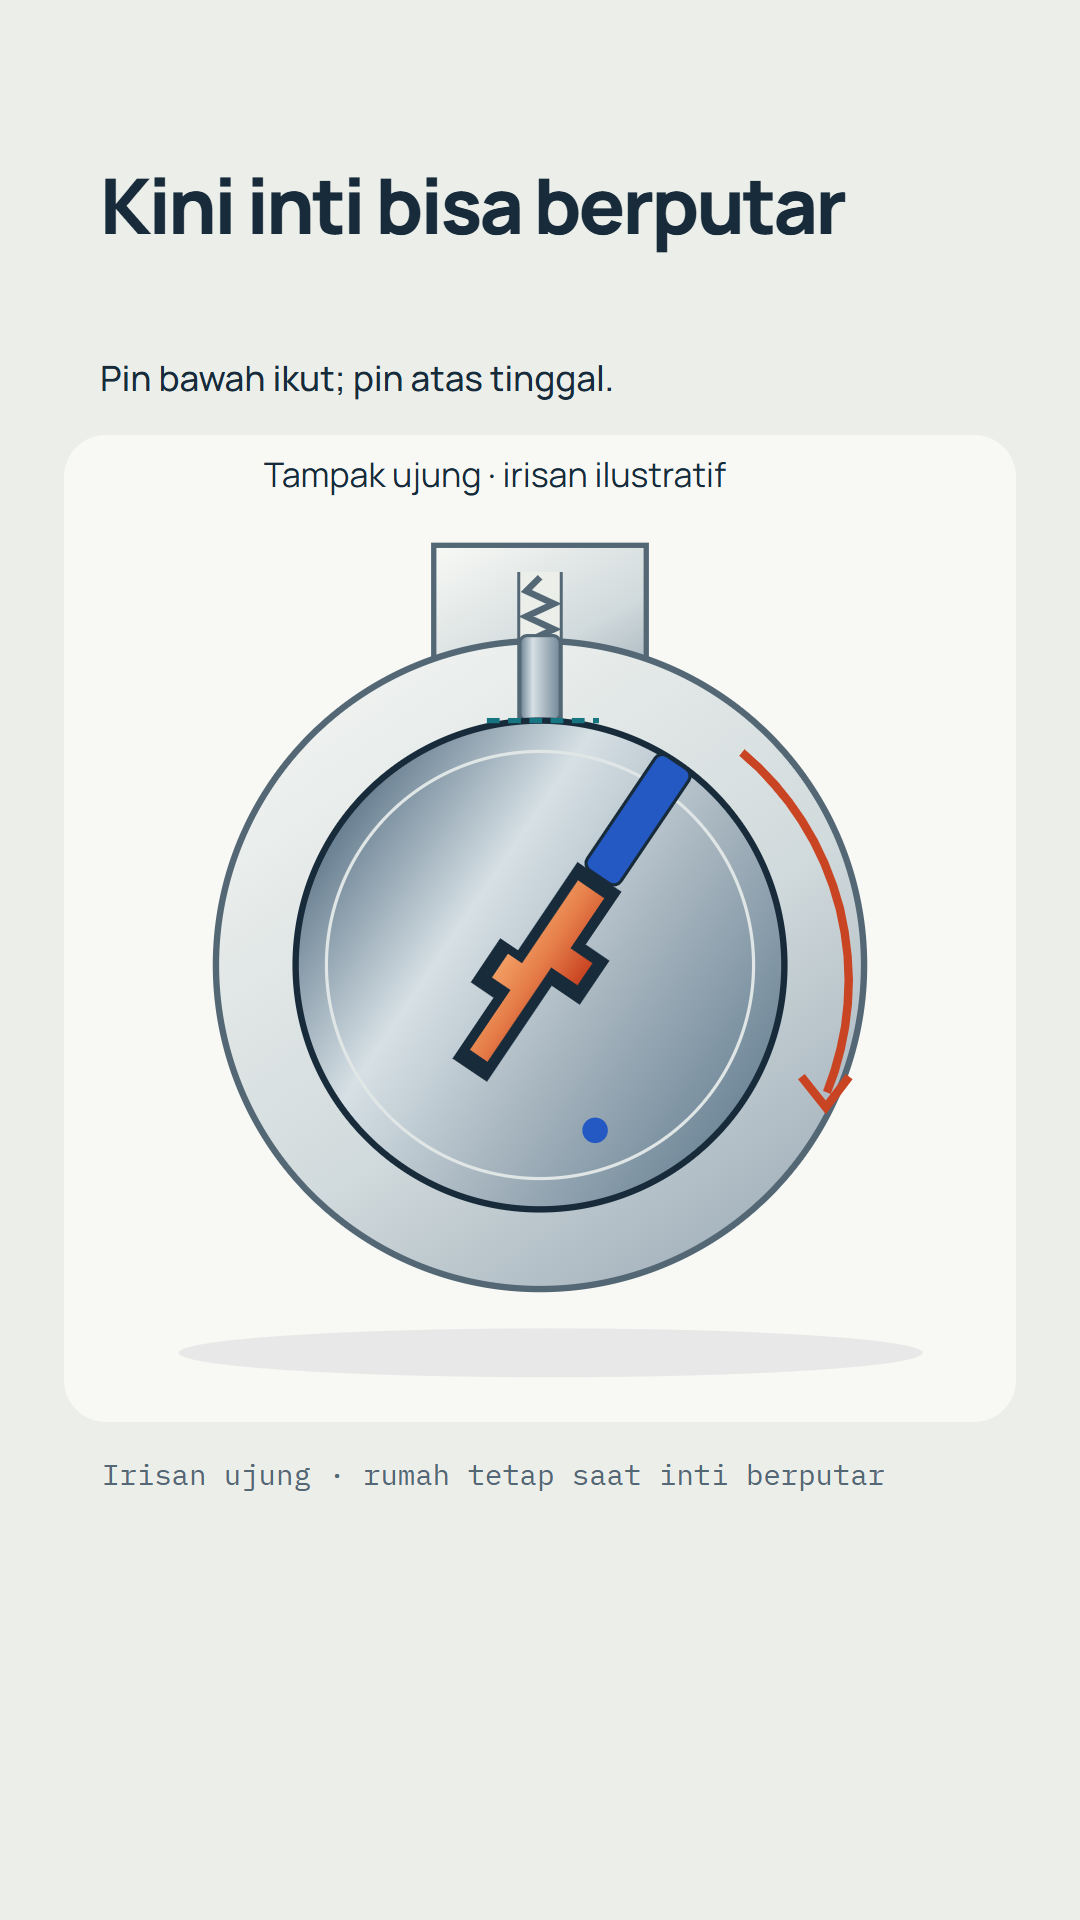 Kini inti bisa berputar
Pin bawah ikut; pin atas tinggal.
Tampak ujung · irisan ilustratif
Irisan ujung · rumah tetap saat inti berputar